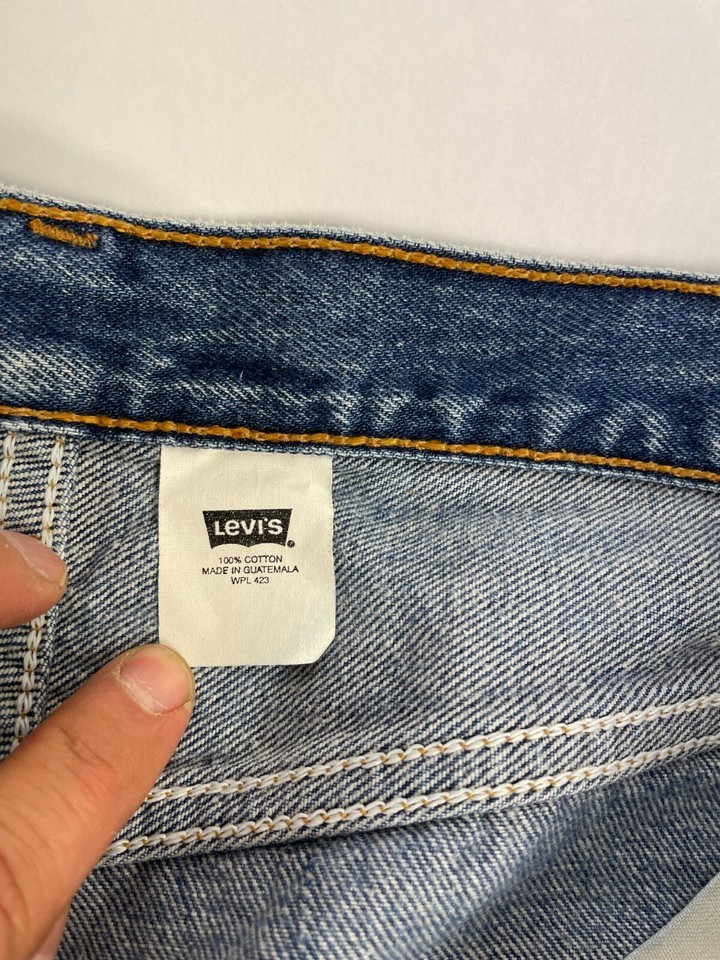 LEVI'S
100% COTTON
MADE IN GUATEMALA
WPL 423